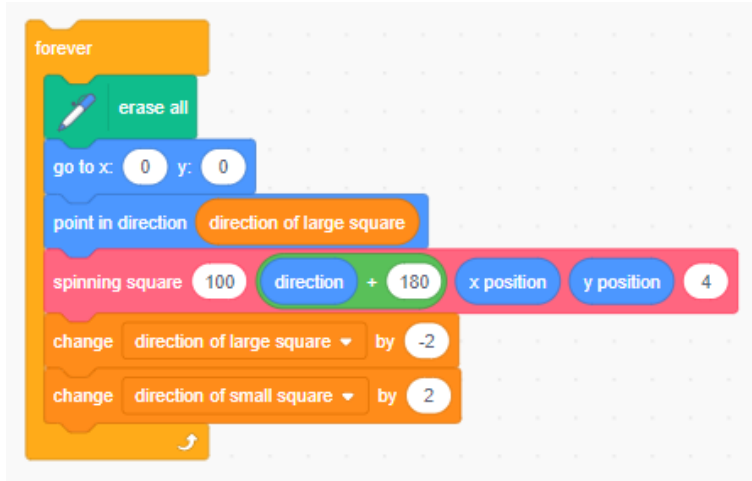 forever
erase all
go to x: 0 y: 0
point in direction direction of large square
spinning square 100 direction + 180 x position y position 4
change direction of large square by -2
change direction of small square by 2